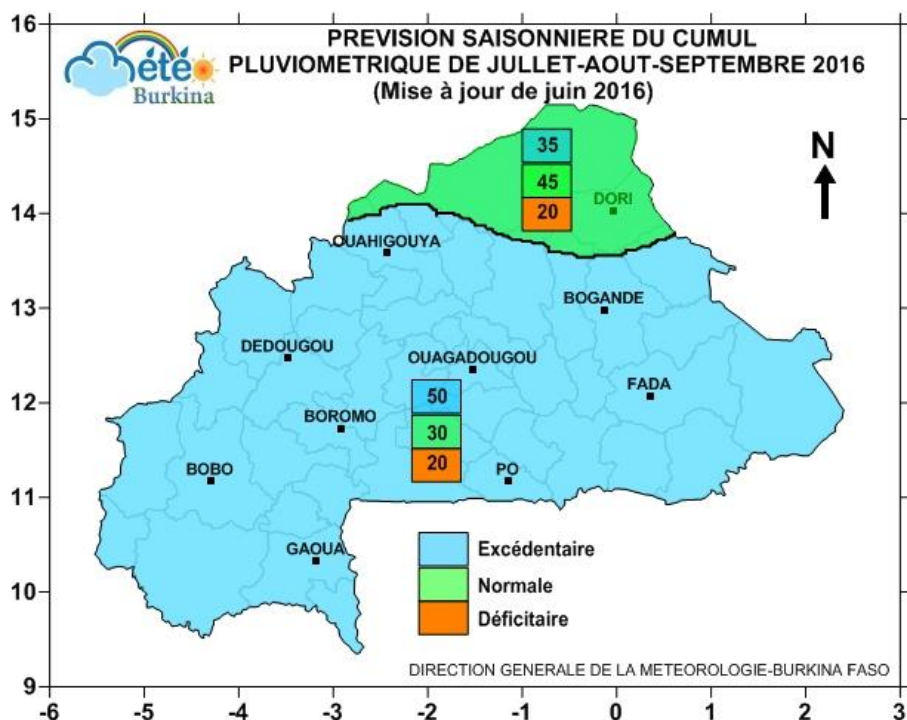 PREVISION SAISONNIERE DU CUMUL
PLUVIOMETRIQUE DE JULLET-AOUT-SEPTEMBRE 2016
(Mise à jour de juin 2016)
été
Burkina
N
16
15
14
13
12
11
10
9
35
45
20
DORI
OUAHIGOUYA
BOGANDE
DEDOUGOU
OUAGADOUGOU
FADA
50
30
20
BOROMO
BOBO
PO
GAOUA
Excédentaire
Normale
Déficitaire
DIRECTION GENERALE DE LA METEOROLOGIE-BURKINA FASO
-6 -5 -4 -3 -2 -1 0 1 2 3